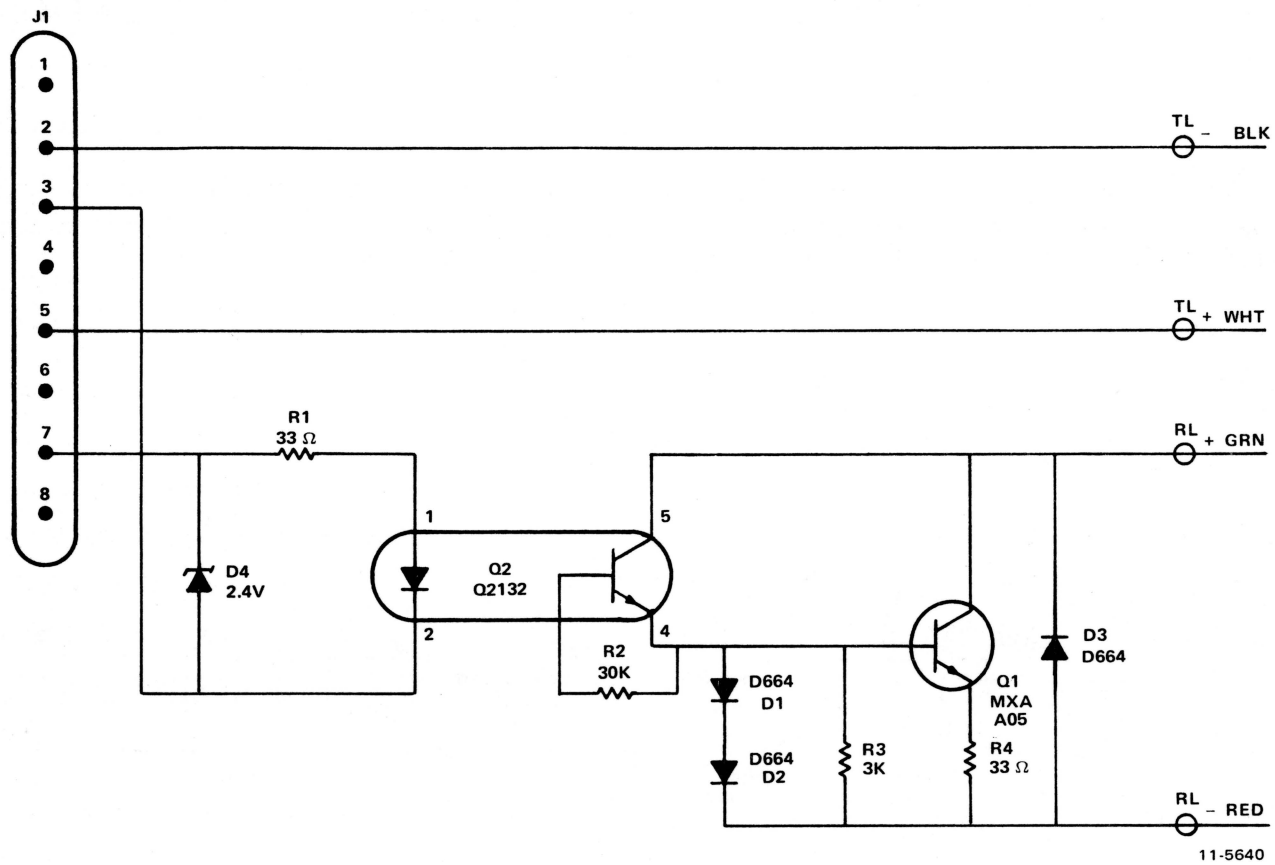 J1
1
2
TL - BLK
3
4
5
TL + WHT
6
R1
33 Ω
7
RL + GRN
8
1
5
D4
2.4V
Q2
Q2132
2
4
R2
30K
D3
D664
D664
D1
Q1
MXA
A05
D664
D2
R3
3K
R4
33 Ω
RL - RED
11-5640